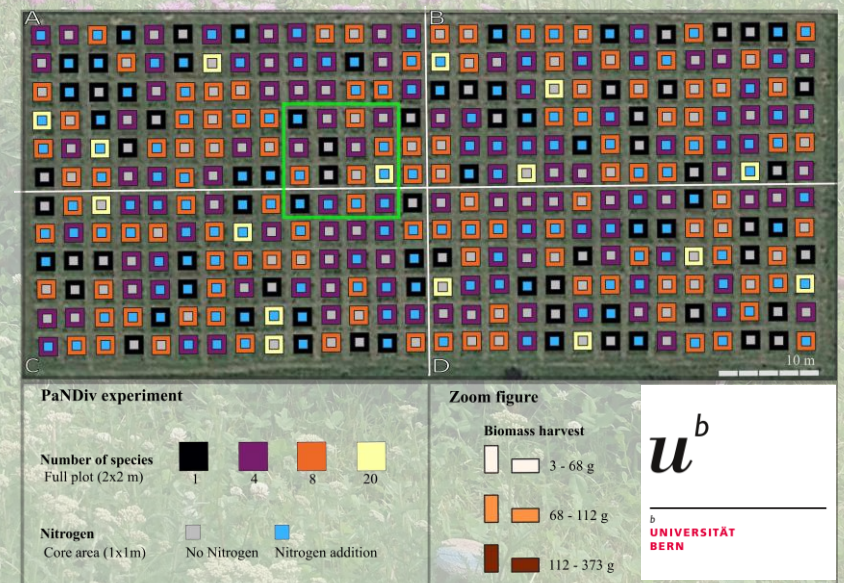 A
B
C
D
10 m
PaNDiv experiment
Number of species
Full plot (2x2 m)
1
4
8
20
Nitrogen
Core area (1x1m)
No Nitrogen
Nitrogen addition
Zoom figure
Biomass harvest
3 - 68 g
68 - 112 g
112 - 373 g
u
b
b
UNIVERSITÄT
BERN